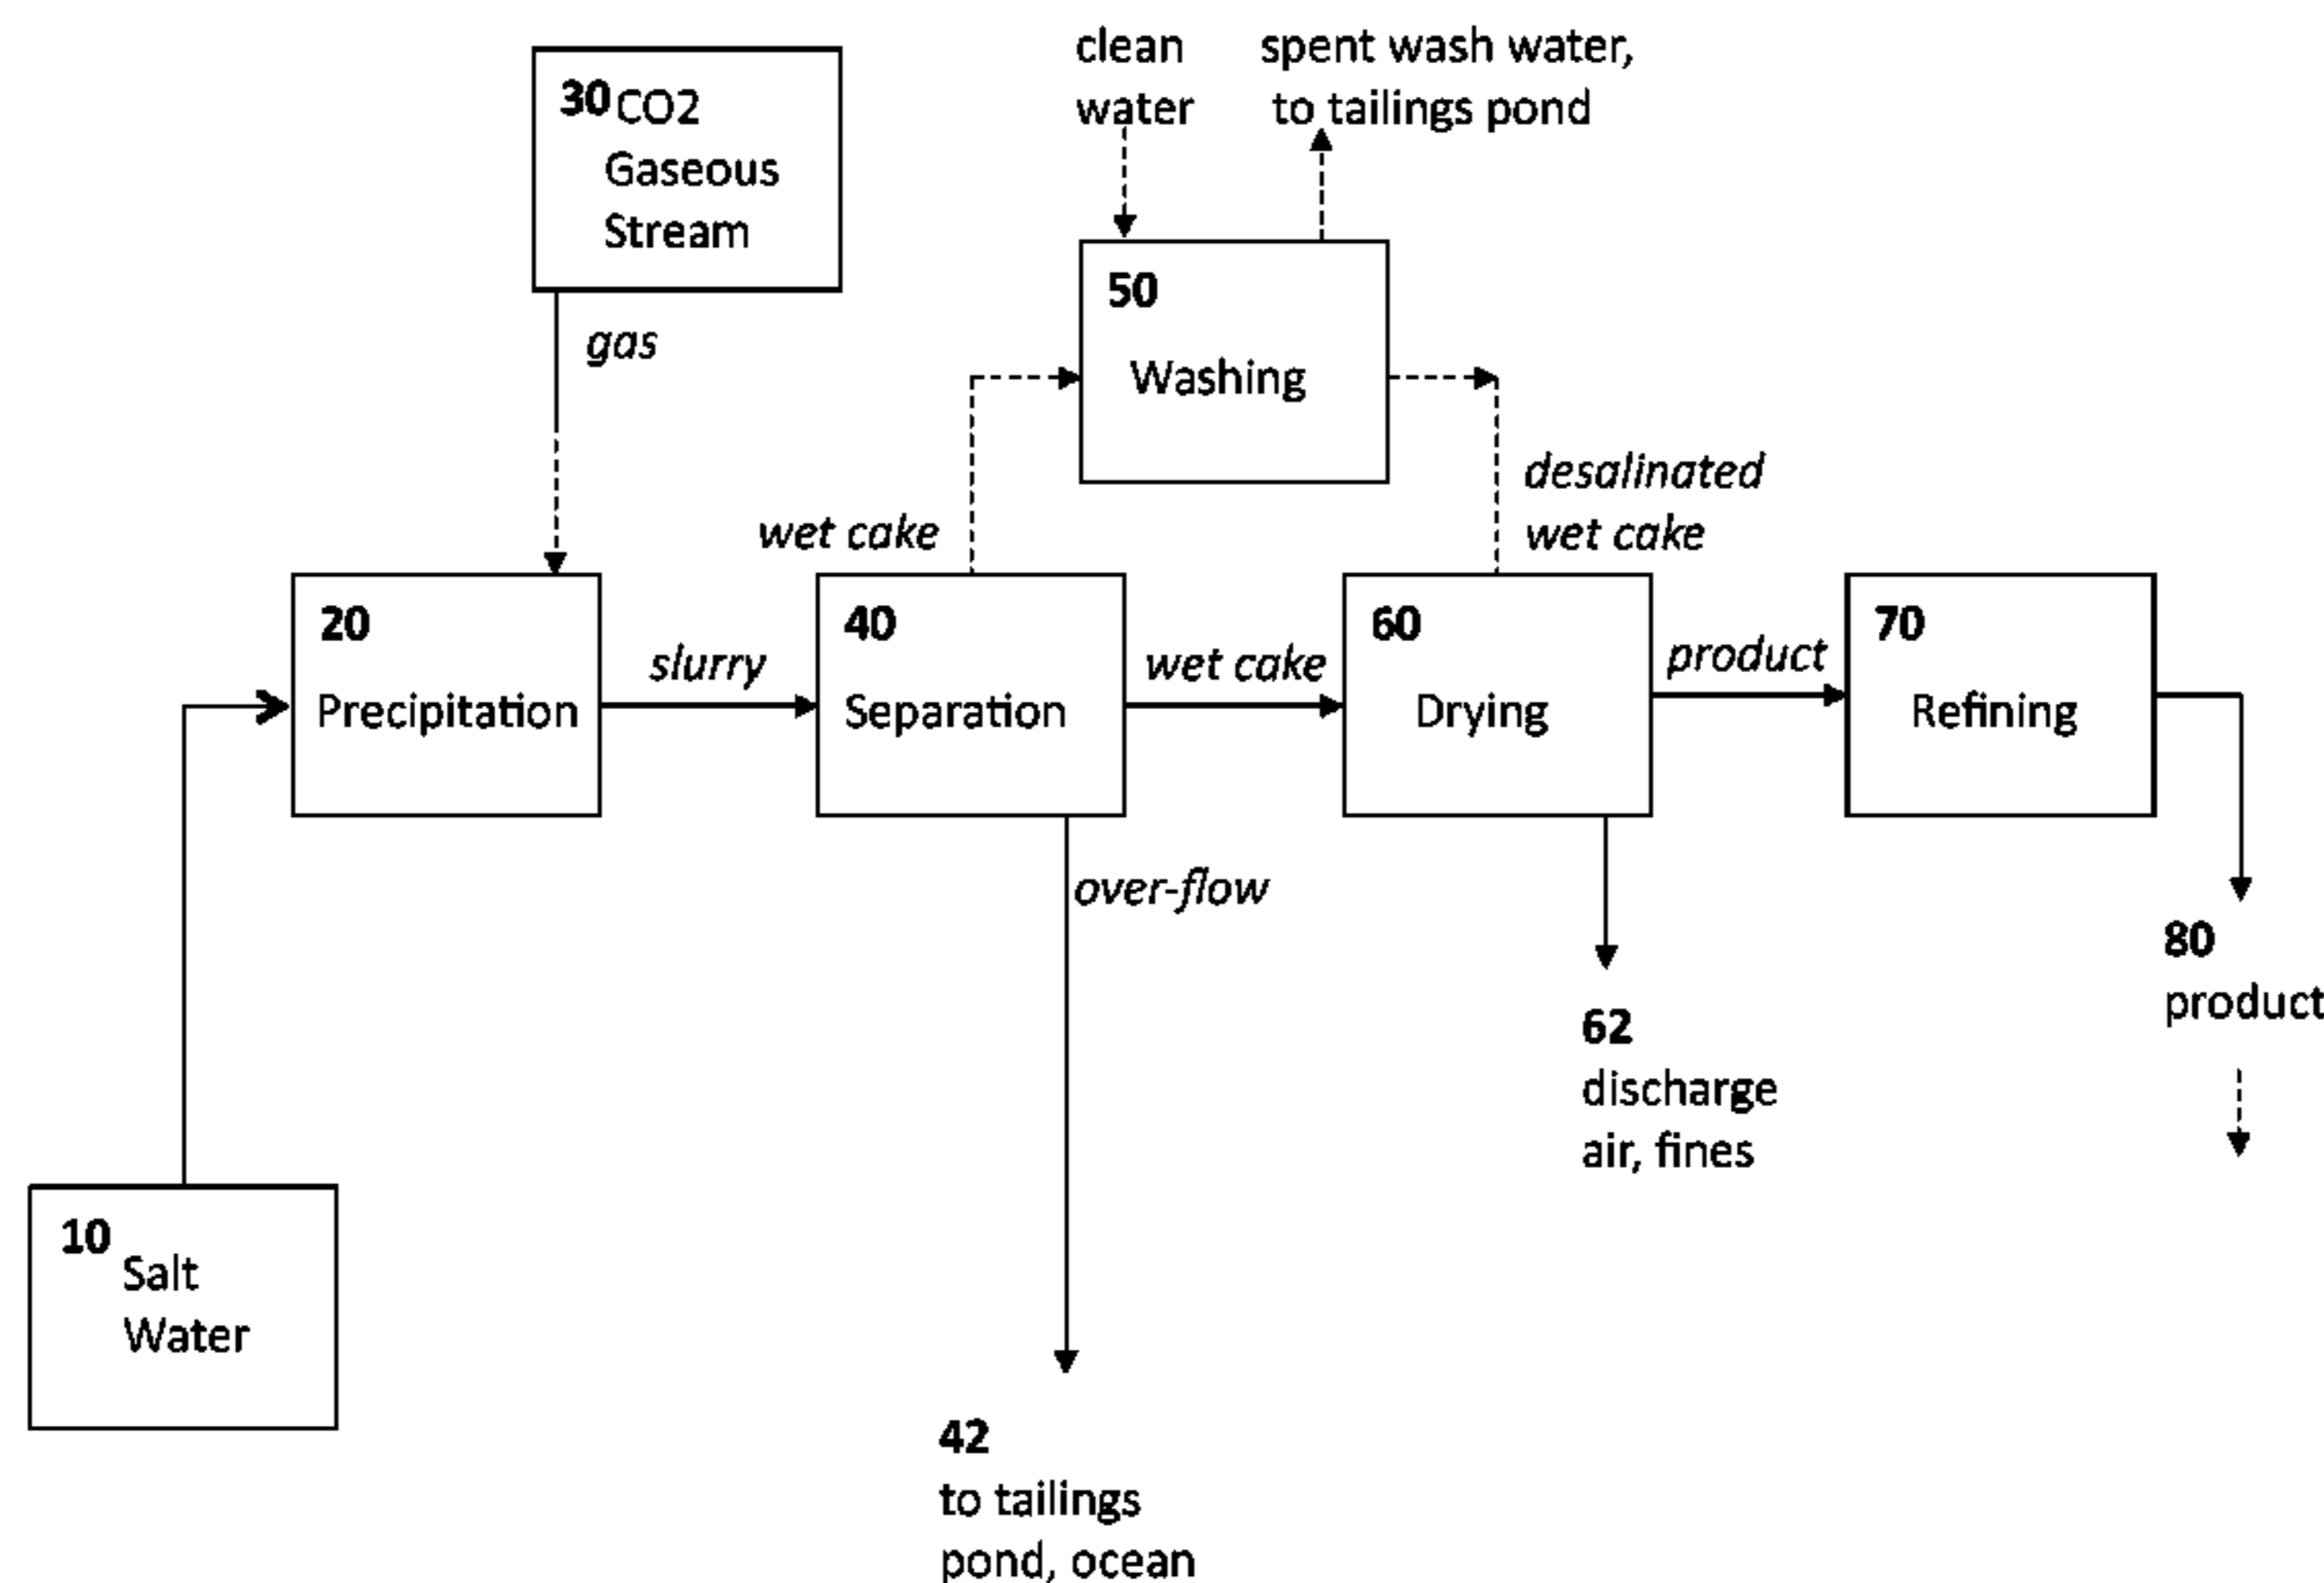 30 CO2
Gaseous
Stream
gas
clean
water
spent wash water,
to tailings pond
50
Washing
wet cake
desalinated
wet cake
20
Precipitation
slurry
40
Separation
wet cake
60
Drying
product
70
Refining
over-flow
80
product
62
discharge
air, fines
10
Salt
Water
42
to tailings
pond, ocean